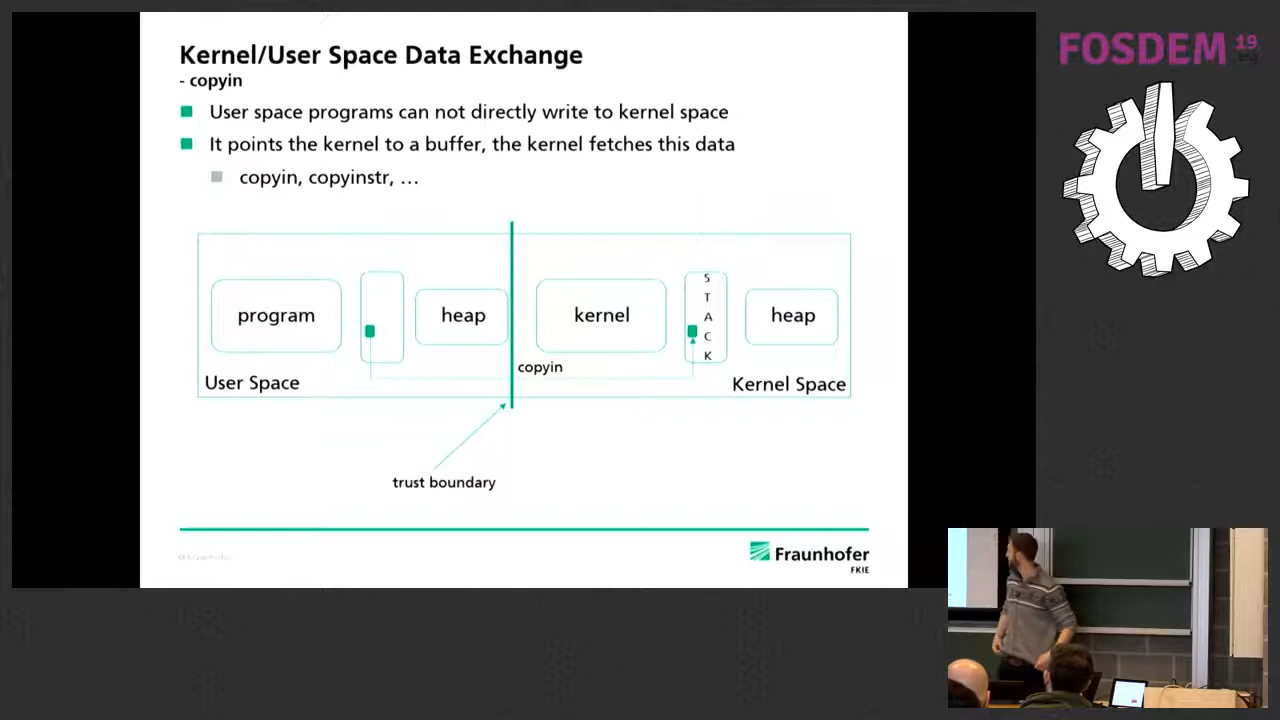 Kernel/User Space Data Exchange
- copyin
User space programs can not directly write to kernel space
It points the kernel to a buffer, the kernel fetches this data
copyin, copyinstr, …
program
heap
kernel
S
T
A
C
K
heap
copyin
User Space
Kernel Space
trust boundary
© Fraunhofer
Fraunhofer
FKIE
FOSDEM 19